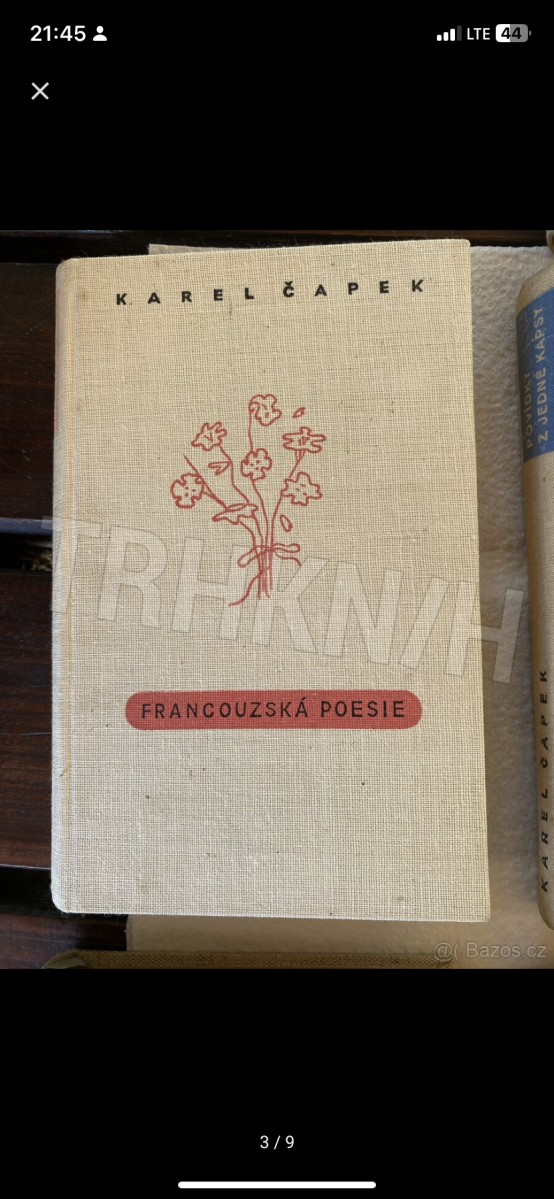 21:45
LTE 44
KAREL ČAPEK
FRANCOUZSKÁ POESIE
POVÍDKY
Z JEDNÉ KAPSY
KAREL ČAPEK
TRHKNIH
@( Bazos.cz
3 / 9